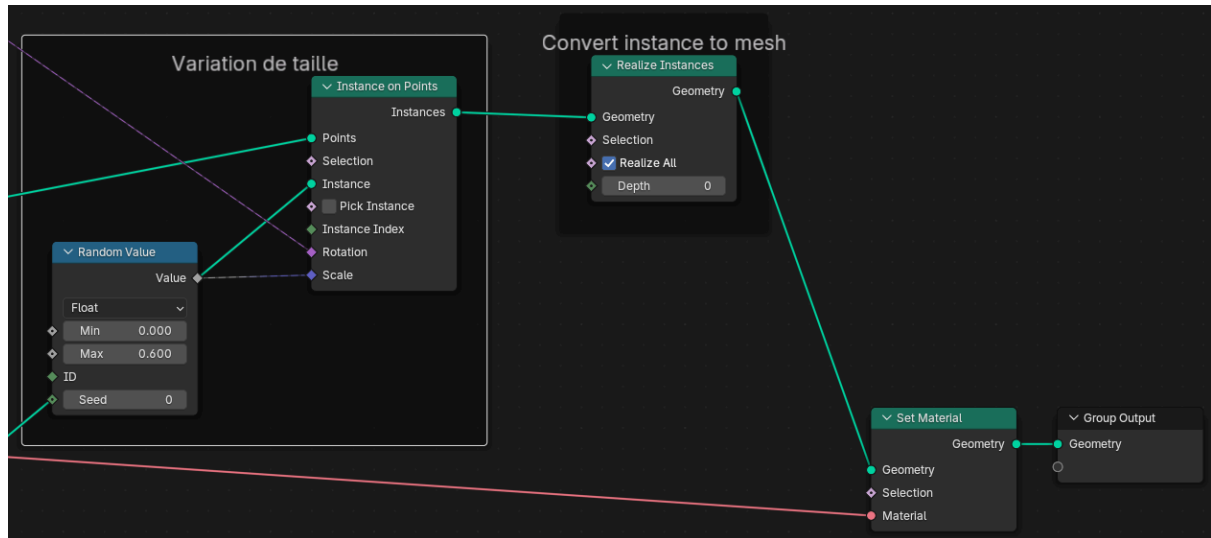 Variation de taille
Instance on Points
Instances
Points
Selection
Instance
Pick Instance
Instance Index
Rotation
Scale
Random Value
Value
Float
Min 0.000
Max 0.600
ID
Seed 0
Convert instance to mesh
Realize Instances
Geometry
Geometry
Selection
Realize All
Depth 0
Set Material
Geometry
Geometry
Selection
Material
Group Output
Geometry